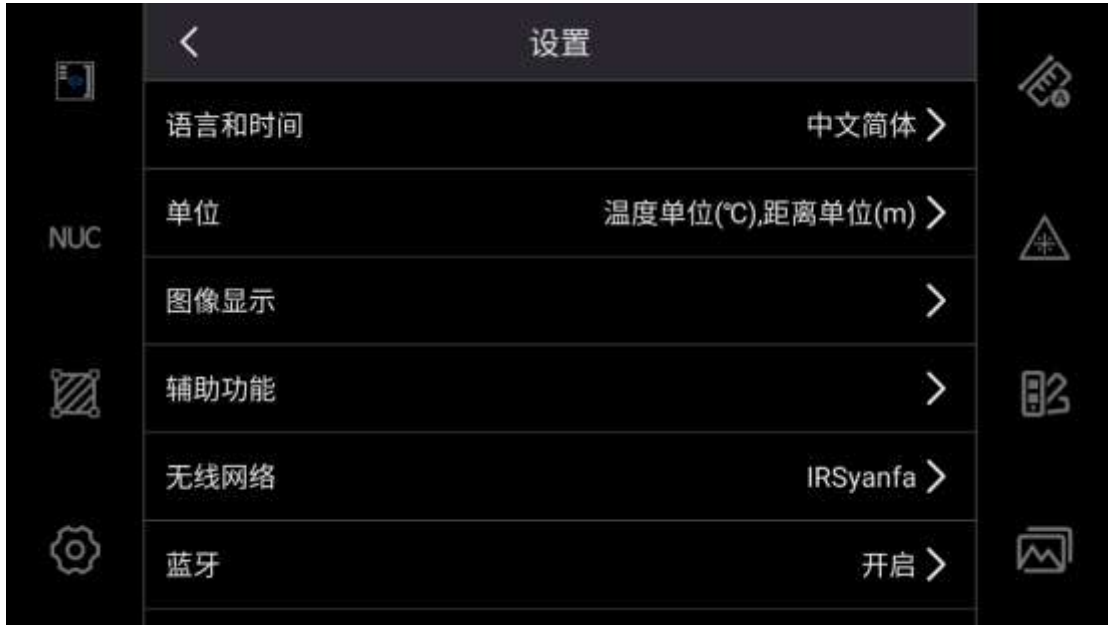 设置
语言和时间 中文简体
单位 温度单位(℃),距离单位(m)
NUC
图像显示
辅助功能
无线网络 IRSyanfa
蓝牙 开启